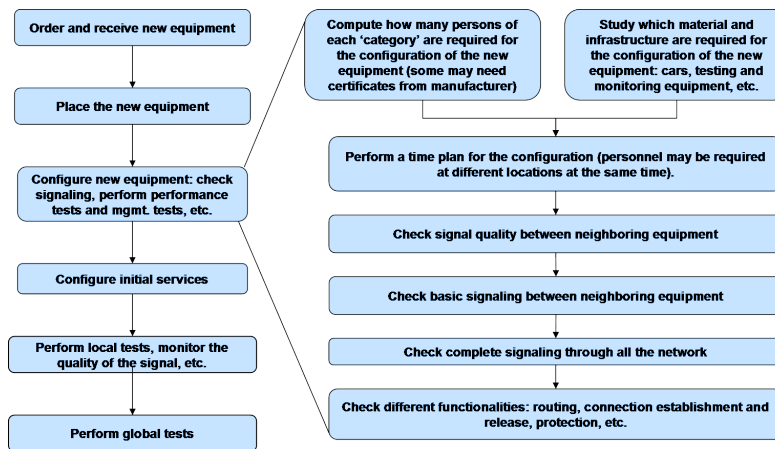 Order and receive new equipment
Place the new equipment
Configure new equipment: check
signaling, perform performance
tests and mgmt. tests, etc.
Configure initial services
Perform local tests, monitor the
quality of the signal, etc.
Perform global tests
Compute how many persons of
each ‘category’ are required for
the configuration of the new
equipment (some may need
certificates from manufacturer)
Study which material and
infrastructure are required for
the configuration of the new
equipment: cars, testing and
monitoring equipment, etc.
Perform a time plan for the configuration (personnel may be required
at different locations at the same time).
Check signal quality between neighboring equipment
Check basic signaling between neighboring equipment
Check complete signaling through all the network
Check different functionalities: routing, connection establishment and
release, protection, etc.